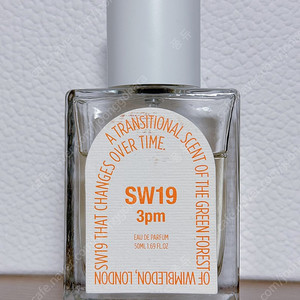 A TRANSITIONAL SCENT OF THE GREEN FOREST OF WIMBLEDON, LONDON SW19 THAT CHANGES OVER TIME.
SW19
3pm
EAU DE PARFUM
50ML 1.69 FL.OZ